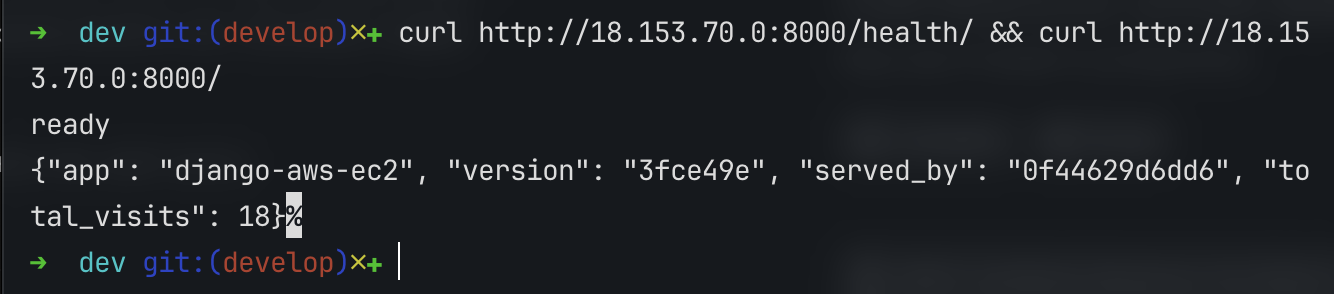 → dev git:(develop)×+ curl http://18.153.70.0:8000/health/ && curl http://18.15
3.70.0:8000/
ready
{"app": "django-aws-ec2", "version": "3fce49e", "served_by": "0f44629d6dd6", "to
tal_visits": 18}%
→ dev git:(develop)×+